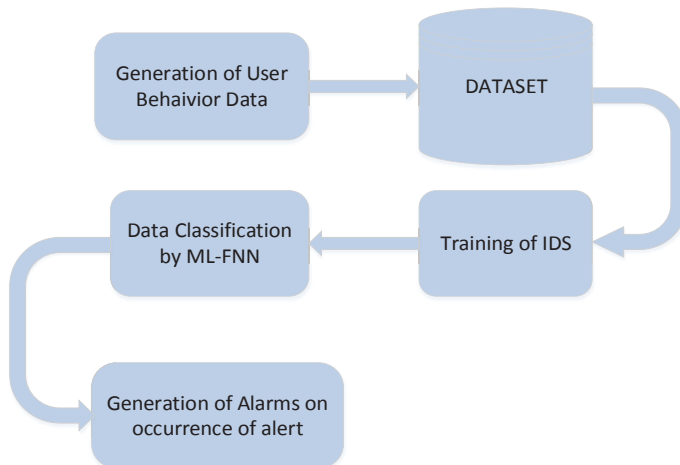 Generation of User
Behaivior Data
DATASET
Data Classification
by ML-FNN
Training of IDS
Generation of Alarms on
occurrence of alert